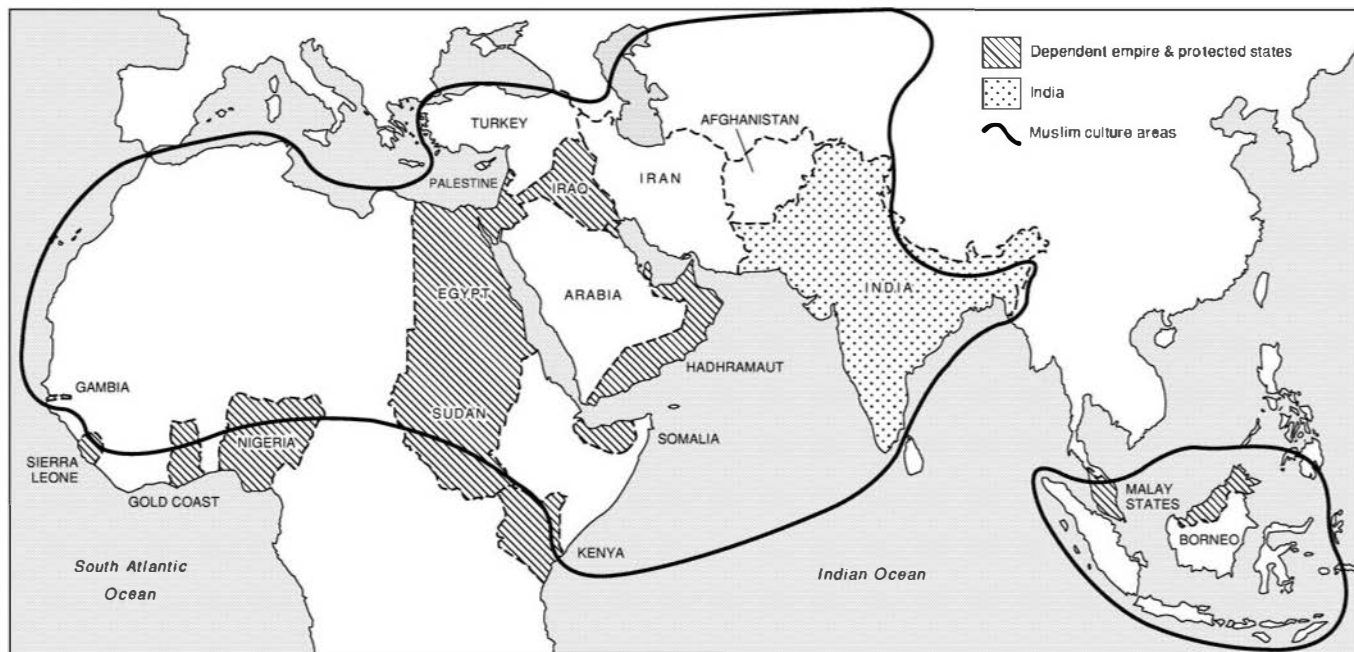 Dependent empire & protected states
India
Muslim culture areas
AFGHANISTAN
TURKEY
PALESTINE
IRAQ
IRAN
EGYPT
ARABIA
INDIA
HADHRAMAUT
GAMBIA
SUDAN
NIGERIA
SOMALIA
SIERRA
LEONE
GOLD COAST
MALAY
STATES
BORNEO
KENYA
South Atlantic
Ocean
Indian Ocean